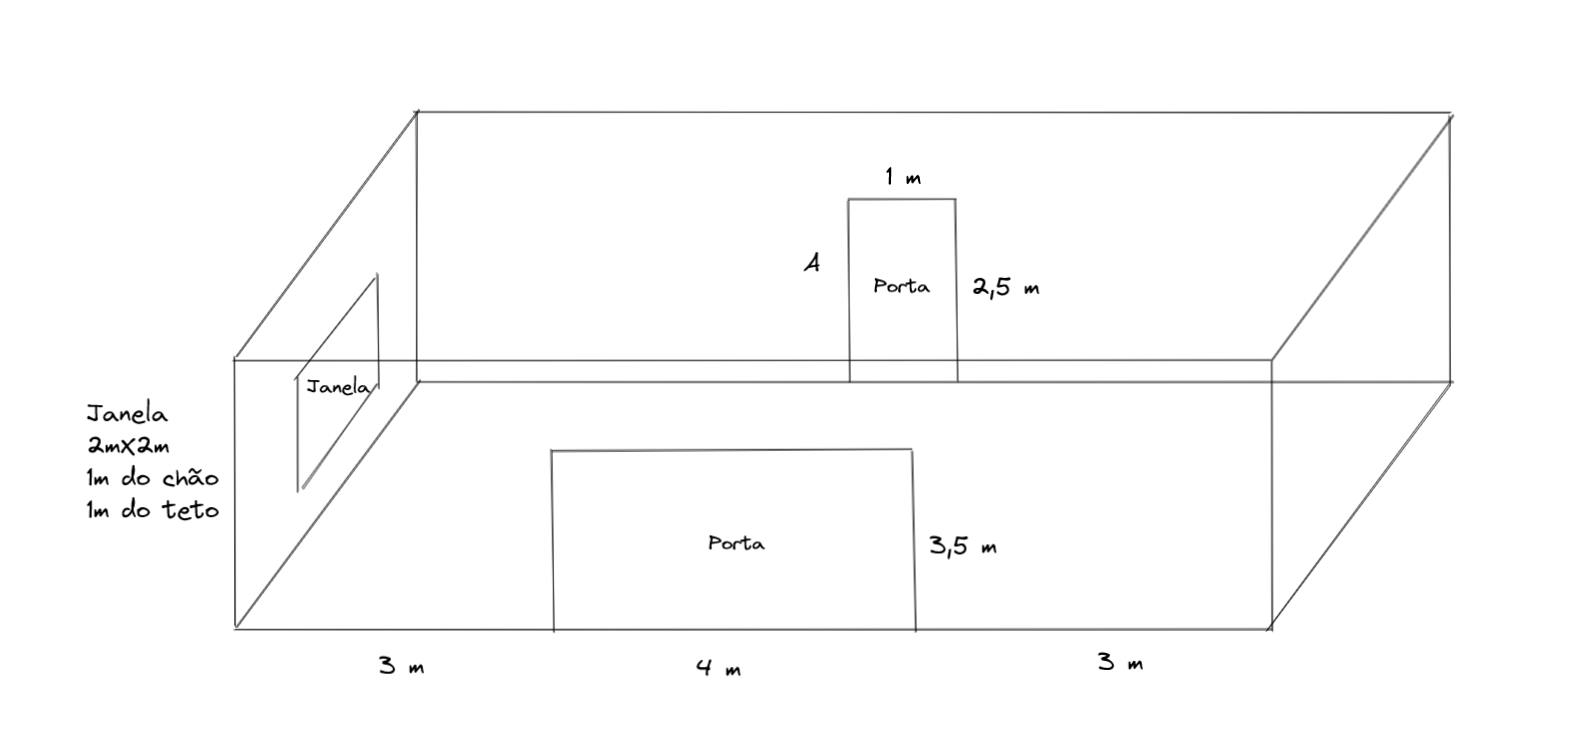 1 m
A
Porta
2,5 m
Janela
Janela
2mX2m
1m do chão
1m do teto
Porta
3,5 m
3 m
4 m
3 m